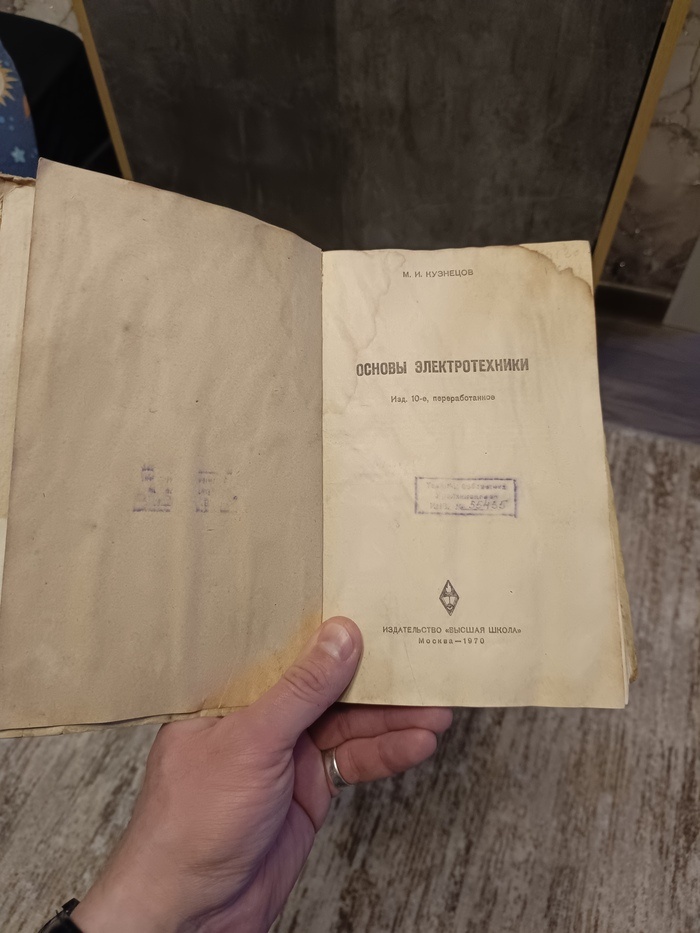 М. И. КУЗНЕЦОВ
ОСНОВЫ ЭЛЕКТРОТЕХНИКИ
Изд. 10-е, переработанное
ИЗДАТЕЛЬСТВО «ВЫСШАЯ ШКОЛА»
Москва — 1970